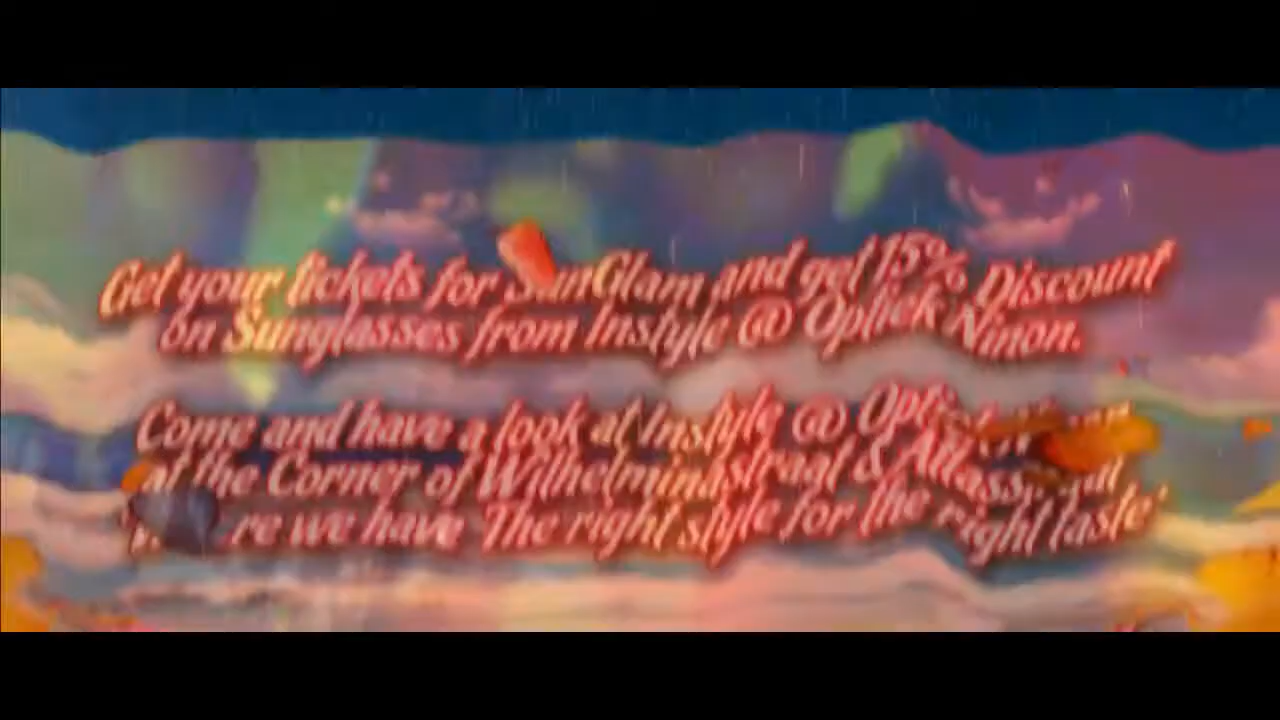 Get your tickets for SunGlam and get 15% Discount
on Sunglasses from Instyle @ Optiek Ninon.
Come and have a look at Instyle @
at the Corner of Wilhelminastraat &
we have The right style for the right taste'